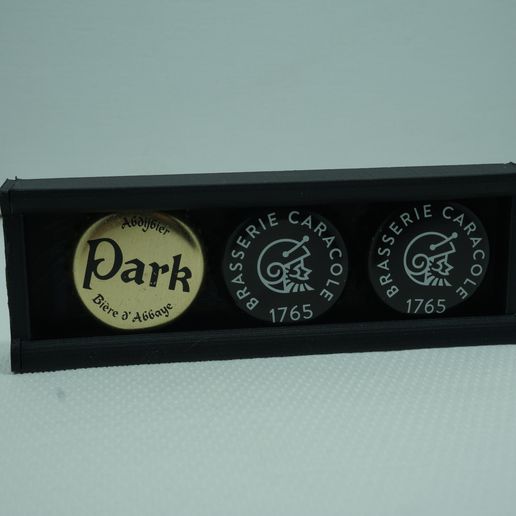 Abdijbier
Park
Bière d'Abbaye
BRASSERIE CARACOLE
1765
BRASSERIE CARACOLE
1765